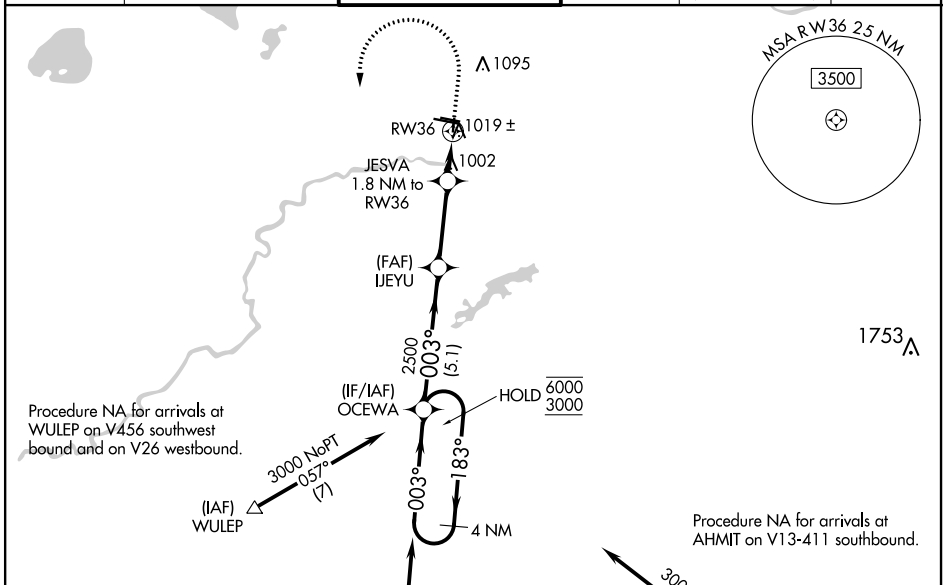 MSA RW36 25 NM
3500
1095
RW36
1019 ±
JESVA
1.8 NM to
RW36
1002
(FAF)
IJEYU
1753
2500
003°
(5.1)
(IF/IAF)
OCEWA
HOLD
6000
3000
Procedure NA for arrivals at
WULEP on V456 southwest
bound and on V26 westbound.
3000 NoPT
057°
(7)
(IAF)
WULEP
003°
183°
4 NM
Procedure NA for arrivals at
AHMIT on V13-411 southbound.